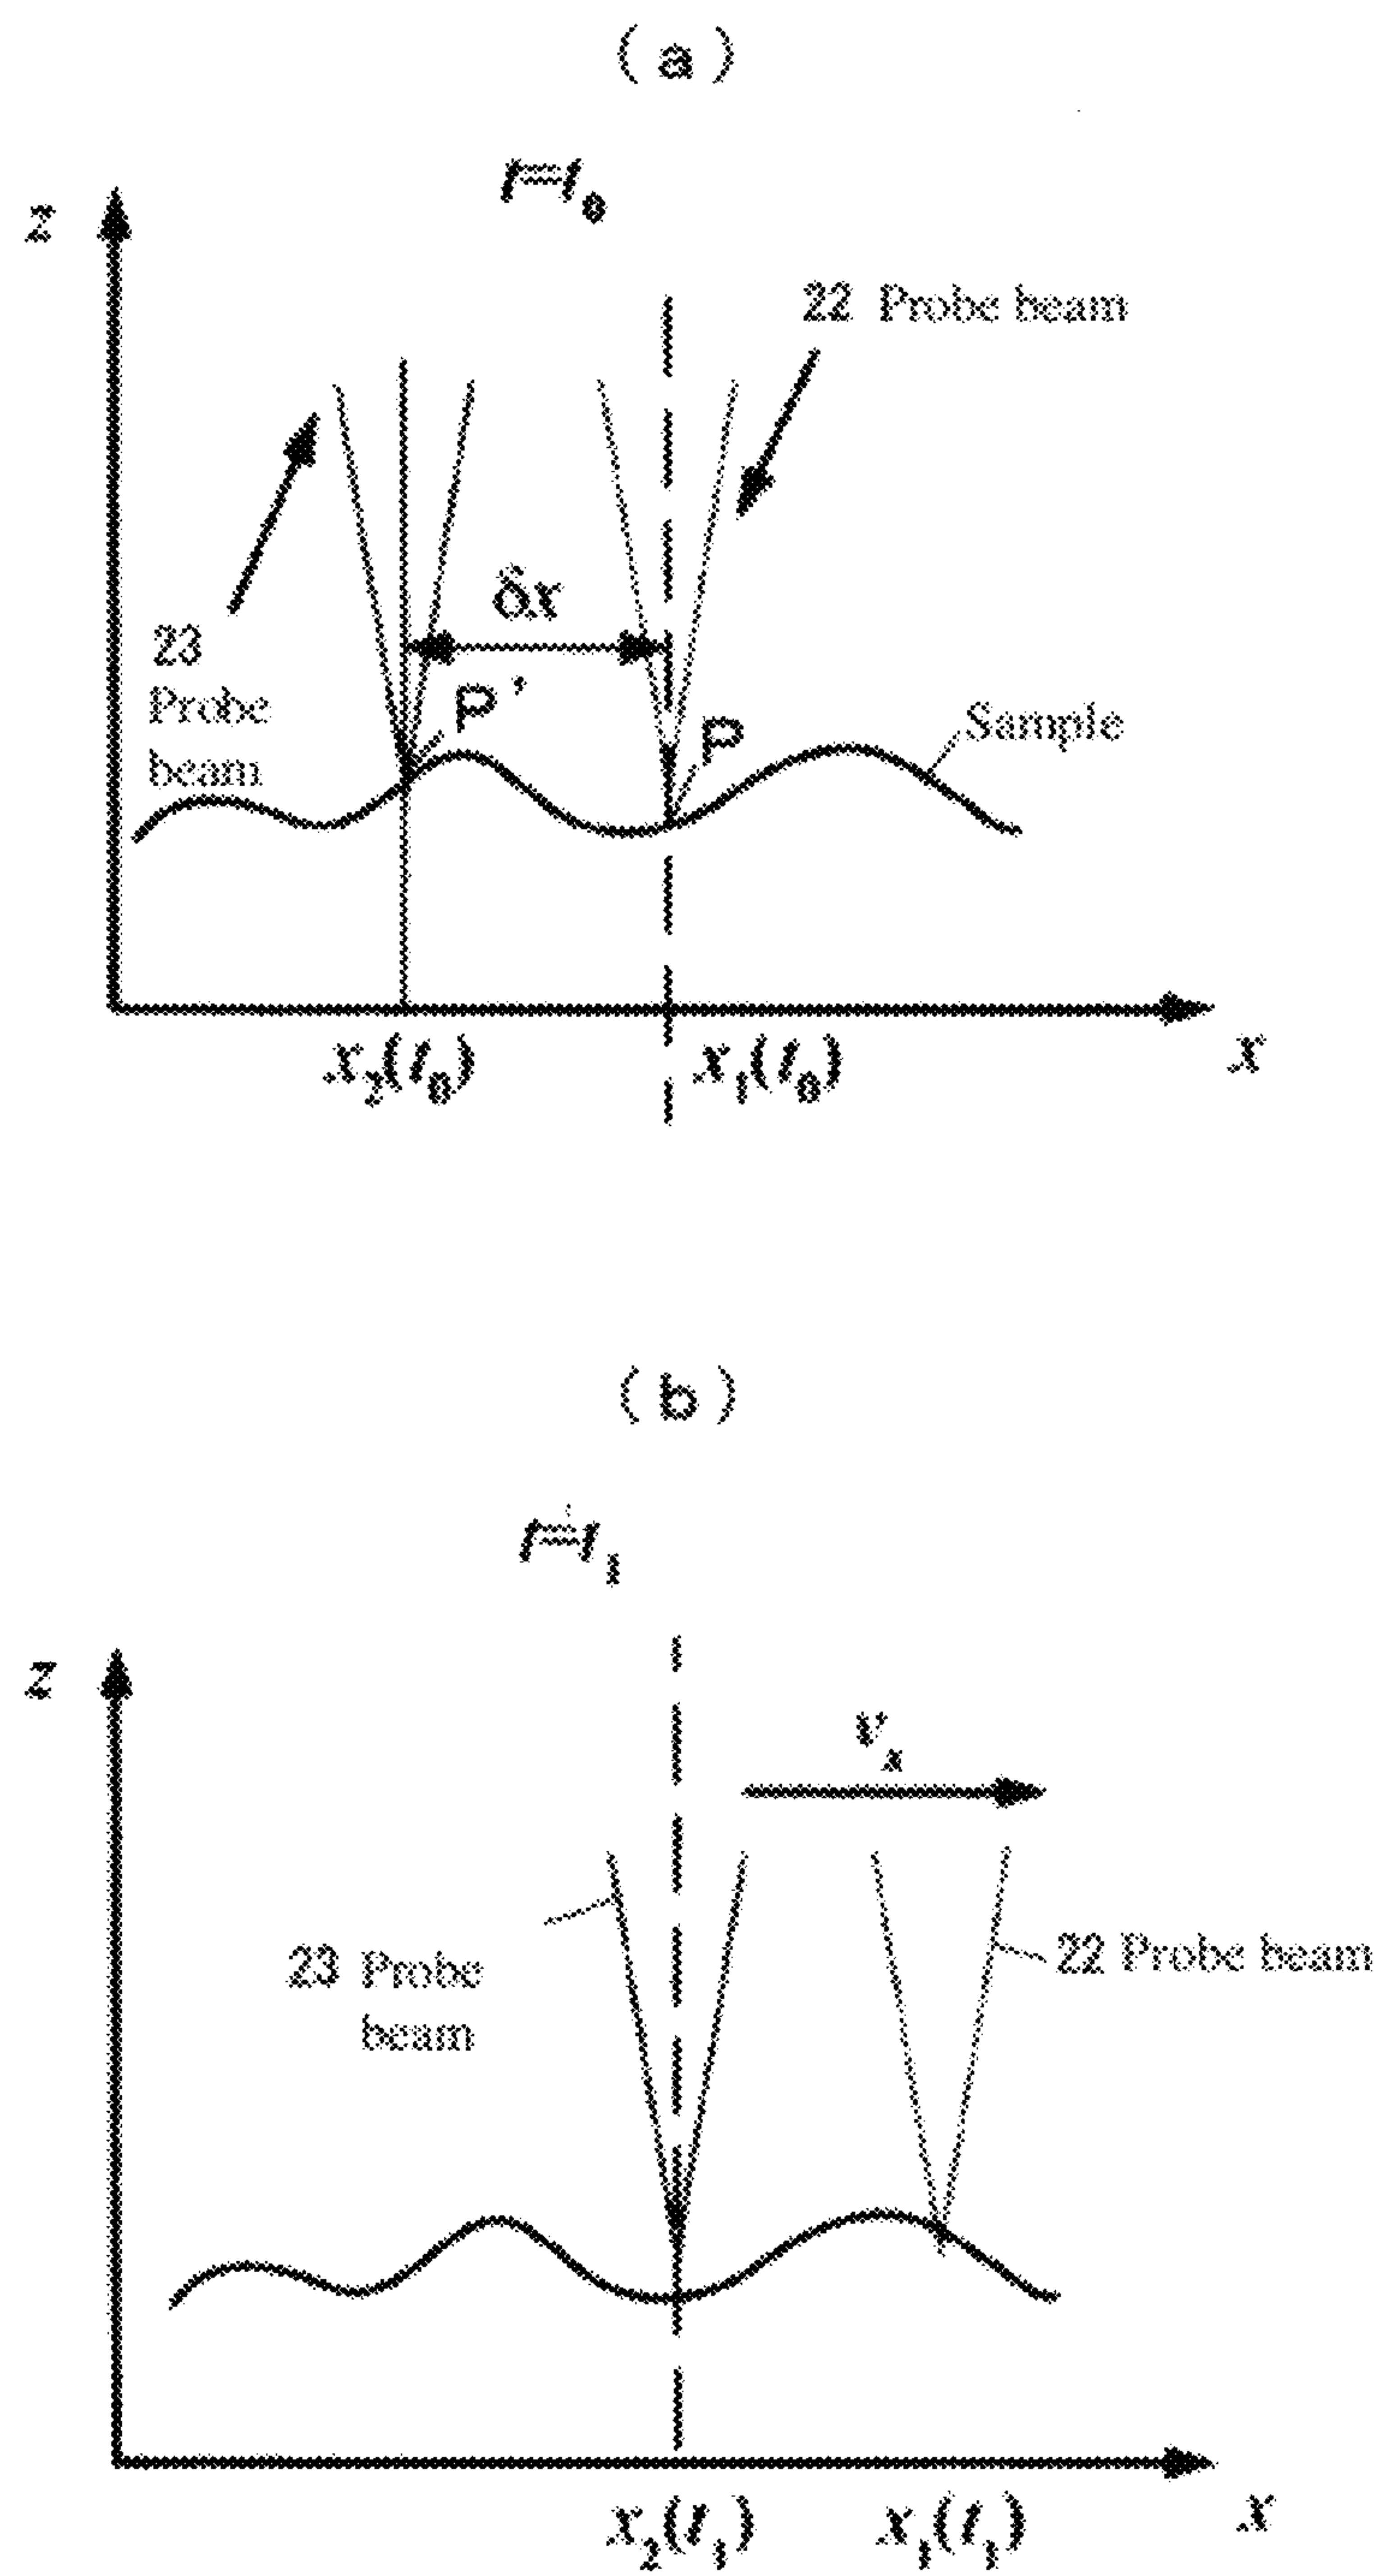 (a)
t=t₀
z
22 Probe beam
δx
23
Probe
beam
P'
P
Sample
x₂(t₀)
x₁(t₀)
x
(b)
t=t₁
z
vₓ
23 Probe
beam
22 Probe beam
x₂(t₁)
x₁(t₁)
x